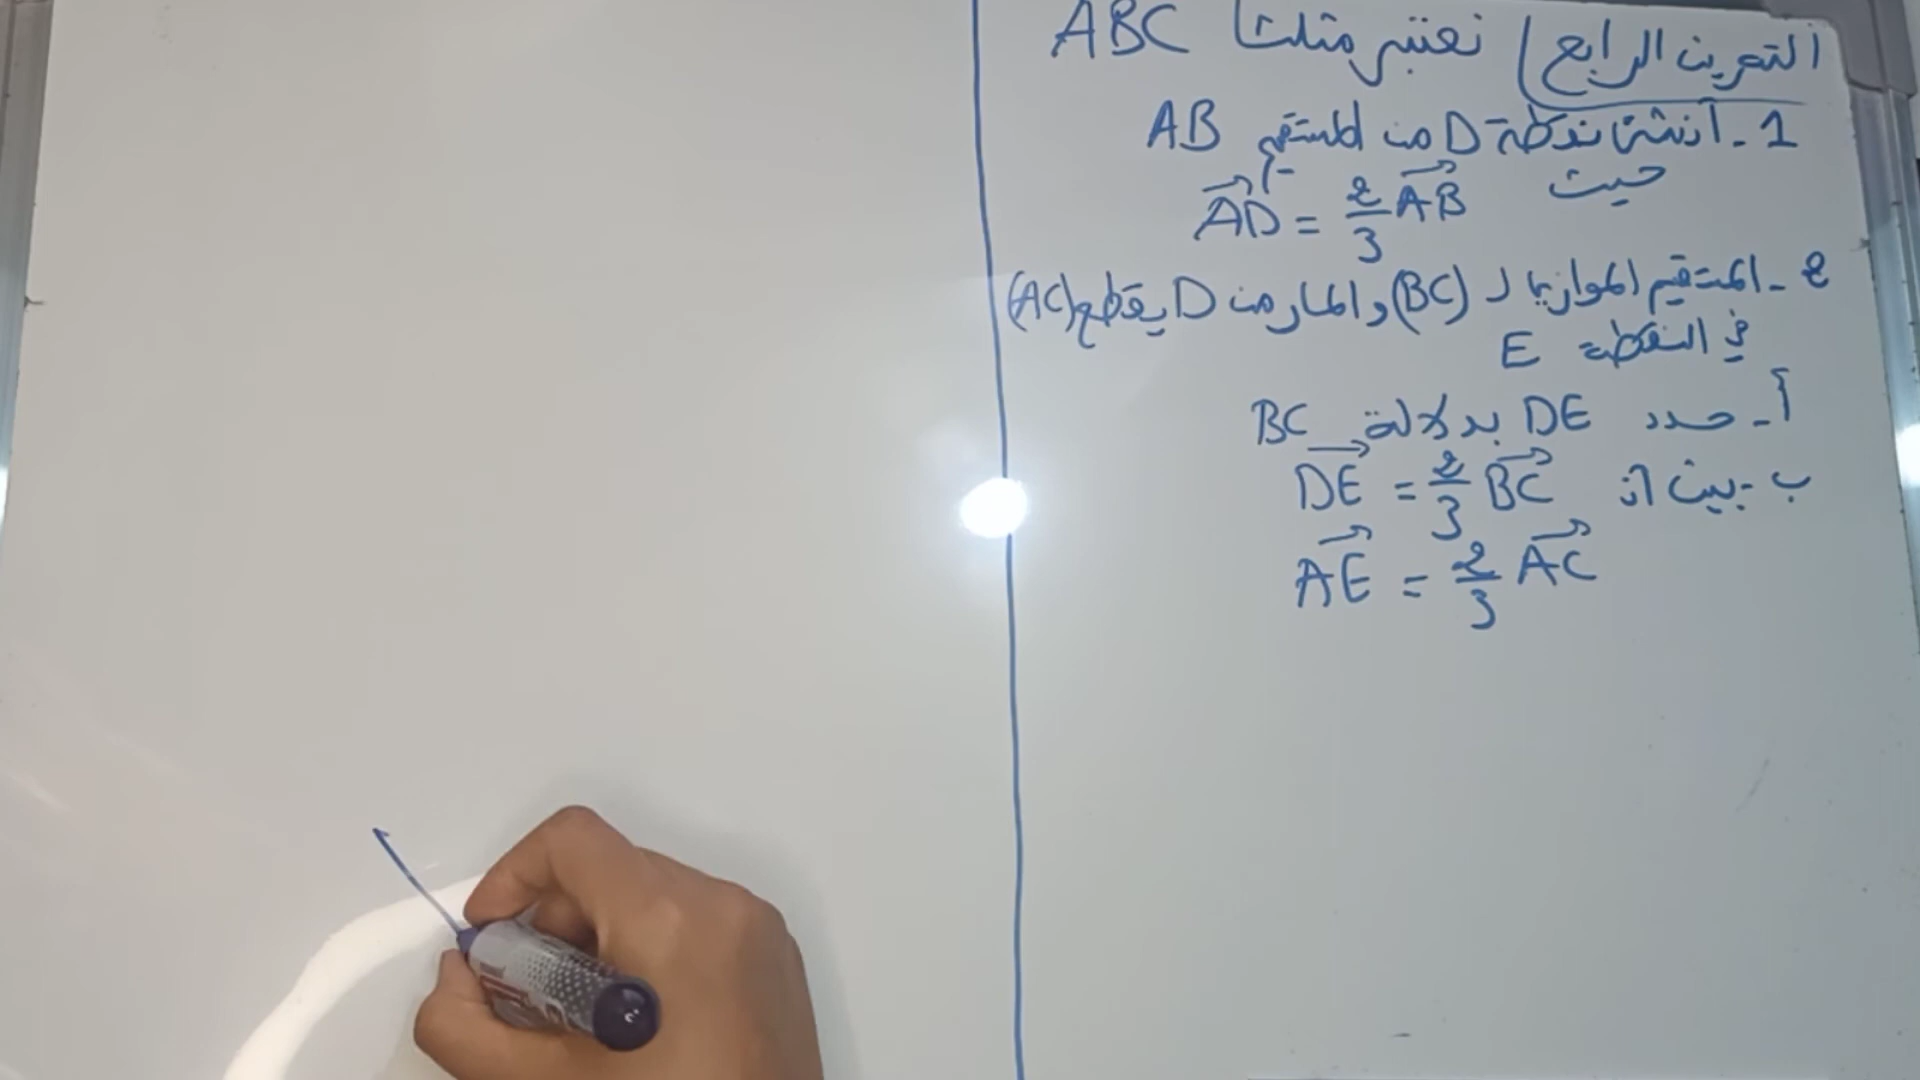 التمرين الرابع) نعتبر مثلثا ABC
1 - أنشئ نقطة D من المستقيم AB
حيث
AD = 2/3 AB
2 - المستقيم الموازي ل (BC) والمار من D يقطع (AC)
في النقطة E
أ - حدد DE بدلالة BC
ب - بين أن DE = 2/3 BC
AE = 2/3 AC